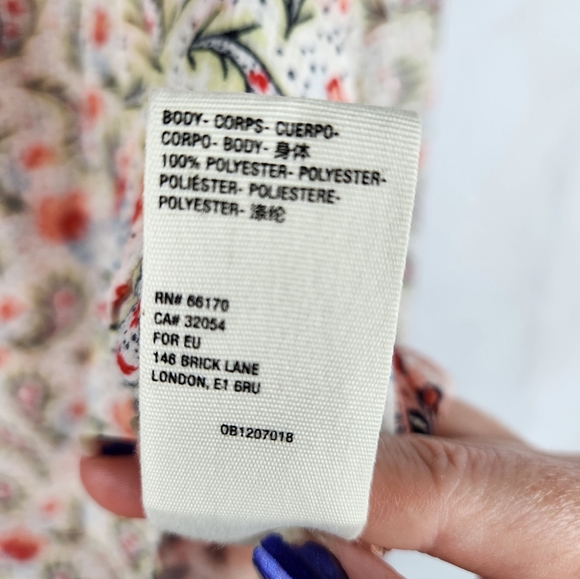 BODY- CORPS- CUERPO-
CORPO- BODY- 身体
100% POLYESTER- POLYESTER-
POLIÉSTER- POLIESTERE-
POLYESTER- 涤纶
RN# 66170
CA# 32054
FOR EU
146 BRICK LANE
LONDON, E1 6RU
OB1207018